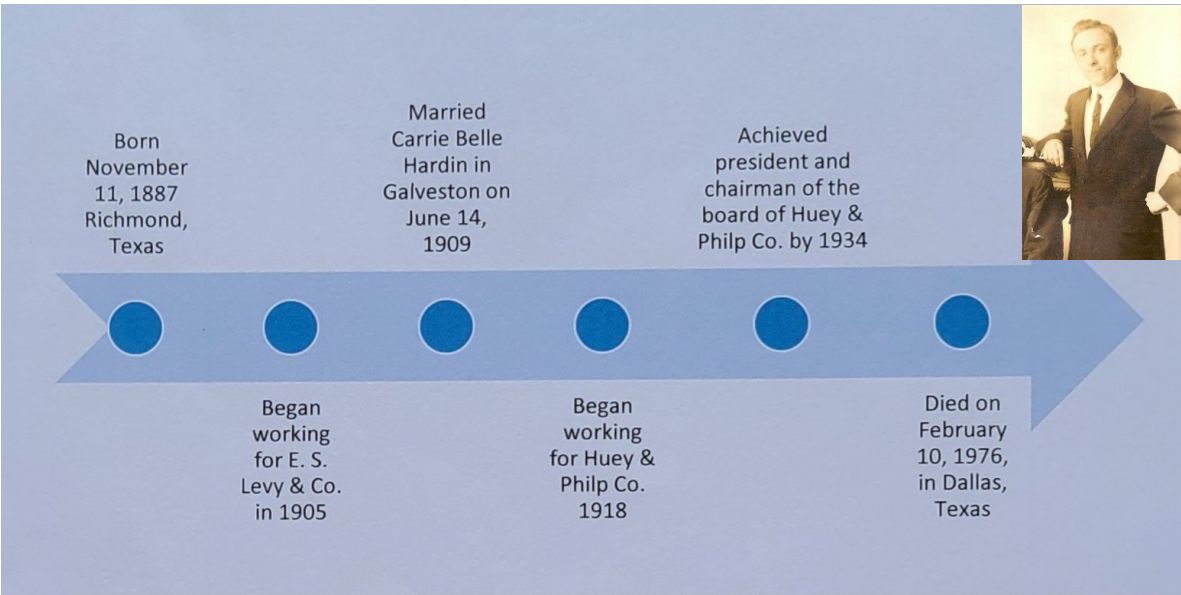 Born
November
11, 1887
Richmond,
Texas
Began
working
for E. S.
Levy & Co.
in 1905
Married
Carrie Belle
Hardin in
Galveston on
June 14,
1909
Began
working
for Huey &
Philp Co.
1918
Achieved
president and
chairman of the
board of Huey &
Philp Co. by 1934
Died on
February
10, 1976,
in Dallas,
Texas